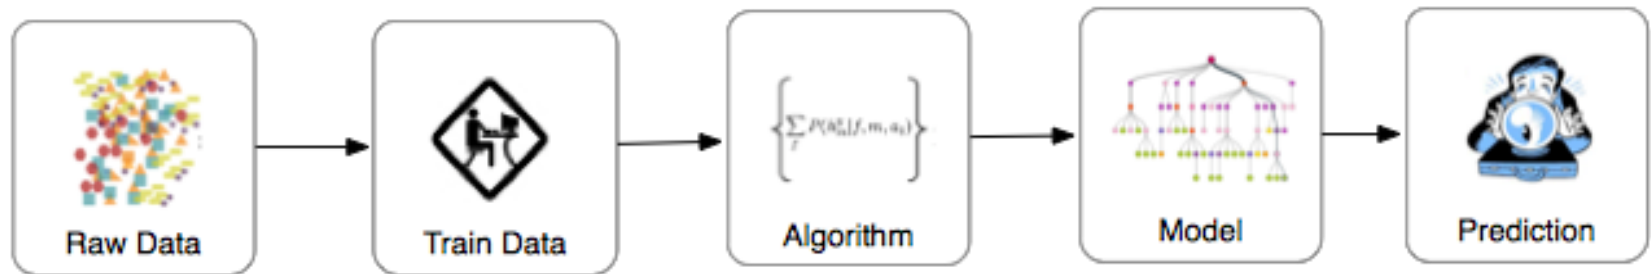 Raw Data
Train Data
Algorithm
Model
Prediction